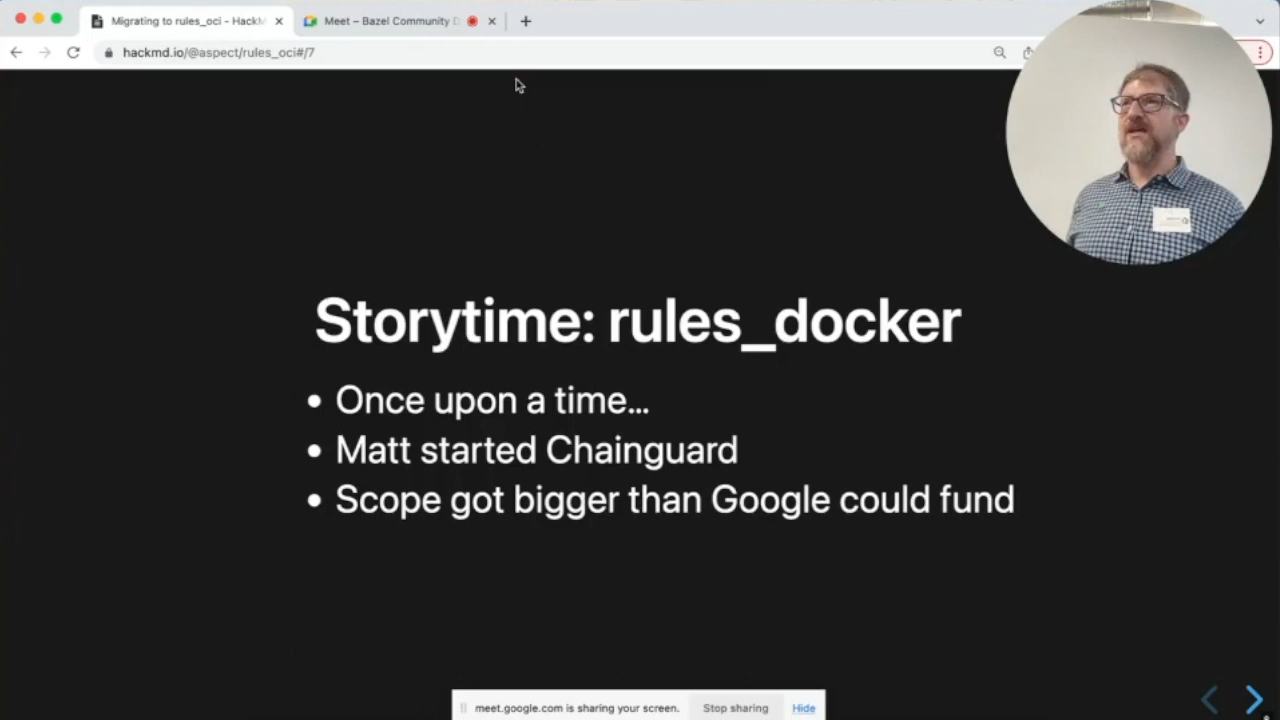 Migrating to rules_oci - HackM
Meet – Bazel Community D
hackmd.io/@aspect/rules_oci#/7
Storytime: rules_docker
• Once upon a time...
• Matt started Chainguard
• Scope got bigger than Google could fund
meet.google.com is sharing your screen.
Stop sharing
Hide